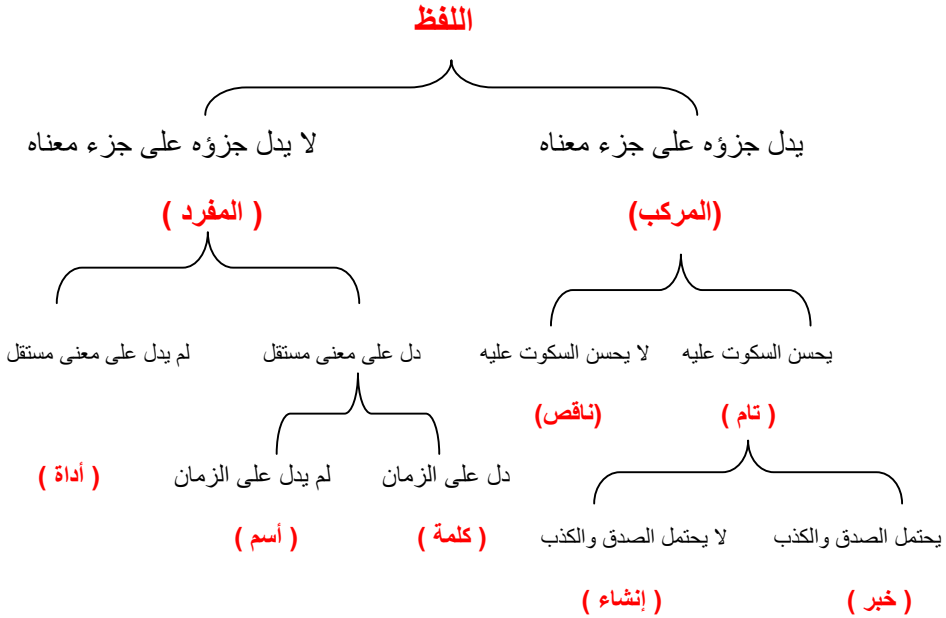 اللفظ
يدل جزؤه على جزء معناه
لا يدل جزؤه على جزء معناه
(المركب)
( المفرد )
يحسن السكوت عليه
لا يحسن السكوت عليه
دل على معنى مستقل
لم يدل على معنى مستقل
( تام )
(ناقص)
دل على الزمان
لم يدل على الزمان
( أداة )
( كلمة )
( أسم )
يحتمل الصدق والكذب
لا يحتمل الصدق والكذب
( خبر )
( إنشاء )